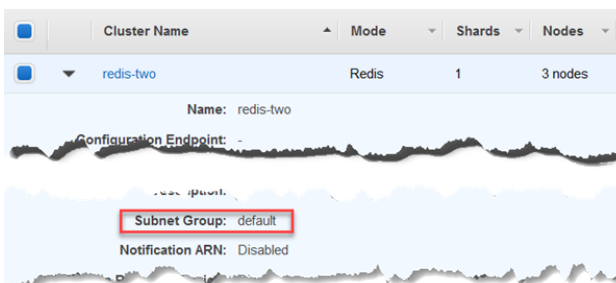 Cluster Name Mode Shards Nodes
redis-two Redis 1 3 nodes
Name: redis-two
Configuration Endpoint: -
Subnet Group: default
Notification ARN: Disabled